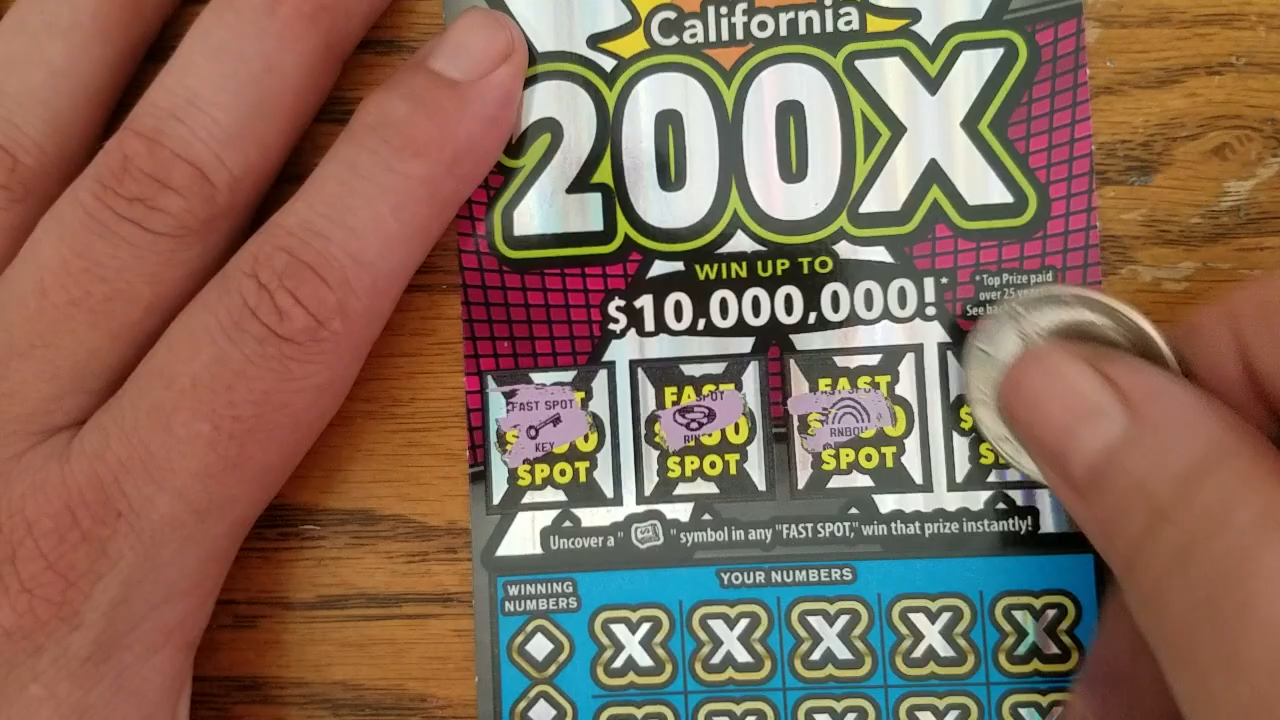 California
200X
WIN UP TO
$10,000,000!*
*Top Prize paid
over 25
See
FAST SPOT
KEY
SPOT
FAST SPOT
SPOT
FAST
RNBOW
SPOT
Uncover a " " symbol in any "FAST SPOT," win that prize instantly!
WINNING
NUMBERS
YOUR NUMBERS
X X X X X